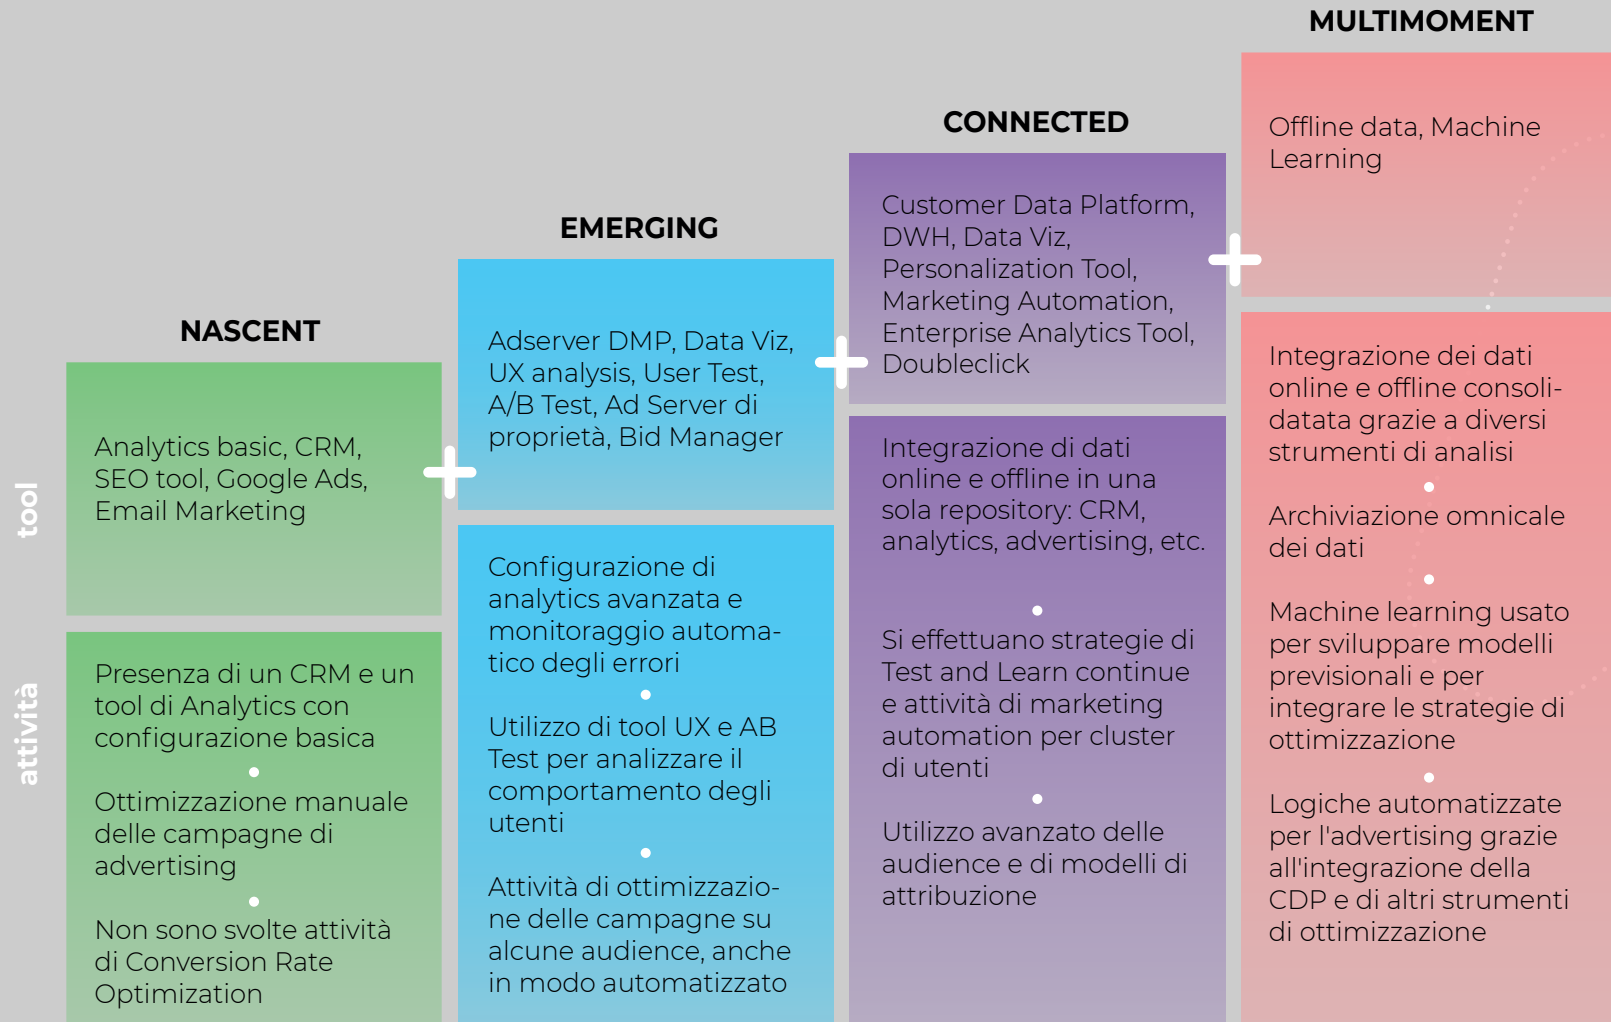 MULTIMOMENT
Offline data, Machine
Learning
Integrazione dei dati
online e offline consoli-
datata grazie a diversi
strumenti di analisi
Archiviazione omnicale
dei dati
Machine learning usato
per sviluppare modelli
previsionali e per
integrare le strategie di
ottimizzazione
Logiche automatizzate
per l'advertising grazie
all'integrazione della
CDP e di altri strumenti
di ottimizzazione
CONNECTED
Customer Data Platform,
DWH, Data Viz,
Personalization Tool,
Marketing Automation,
Enterprise Analytics Tool,
Doubleclick
Integrazione di dati
online e offline in una
sola repository: CRM,
analytics, advertising, etc.
Si effettuano strategie di
Test and Learn continue
e attività di marketing
automation per cluster
di utenti
Utilizzo avanzato delle
audience e di modelli di
attribuzione
EMERGING
Adserver DMP, Data Viz,
UX analysis, User Test,
A/B Test, Ad Server di
proprietà, Bid Manager
Configurazione di
analytics avanzata e
monitoraggio automa-
tico degli errori
Utilizzo di tool UX e AB
Test per analizzare il
comportamento degli
utenti
Attività di ottimizzazio-
ne delle campagne su
alcune audience, anche
in modo automatizzato
NASCENT
Analytics basic, CRM,
SEO tool, Google Ads,
Email Marketing
Presenza di un CRM e un
tool di Analytics con
configurazione basica
Ottimizzazione manuale
delle campagne di
advertising
Non sono svolte attività
di Conversion Rate
Optimization
tool
attività